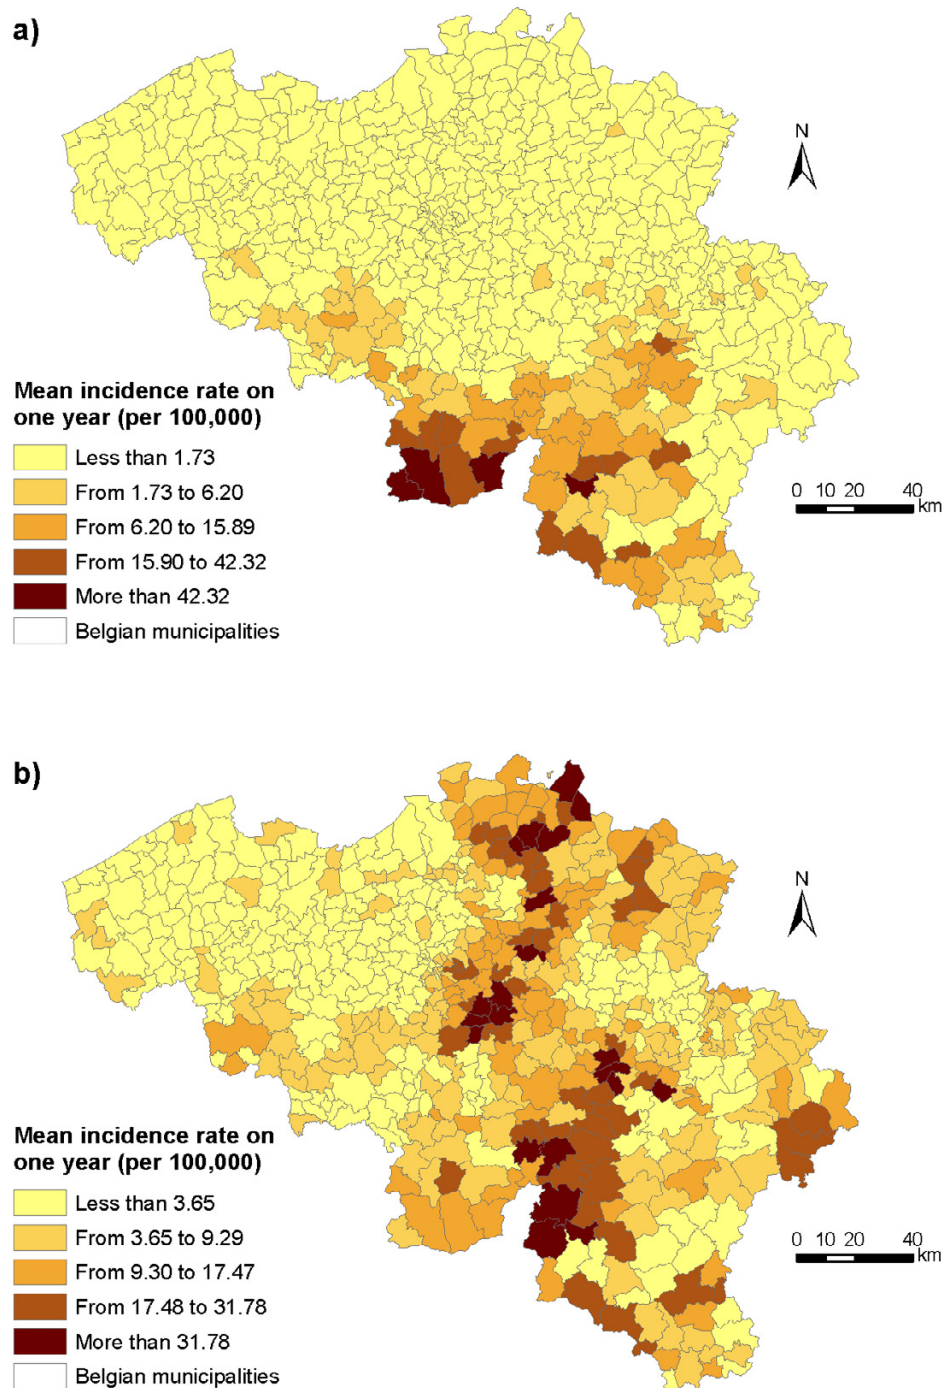 a)
N
Mean incidence rate on
one year (per 100,000)
Less than 1.73
From 1.73 to 6.20
From 6.20 to 15.89
From 15.90 to 42.32
More than 42.32
Belgian municipalities
0 10 20 40
km
b)
N
Mean incidence rate on
one year (per 100,000)
Less than 3.65
From 3.65 to 9.29
From 9.30 to 17.47
From 17.48 to 31.78
More than 31.78
Belgian municipalities
0 10 20 40
km